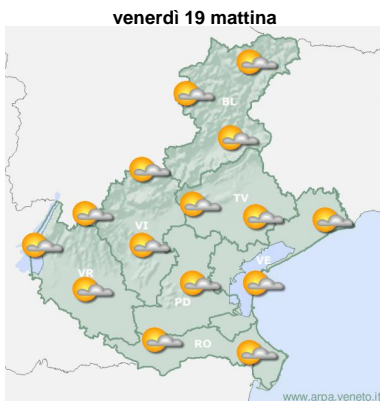 venerdì 19 mattina
BL
TV
VI
VE
VR
PD
RO
www.arpa.veneto.it